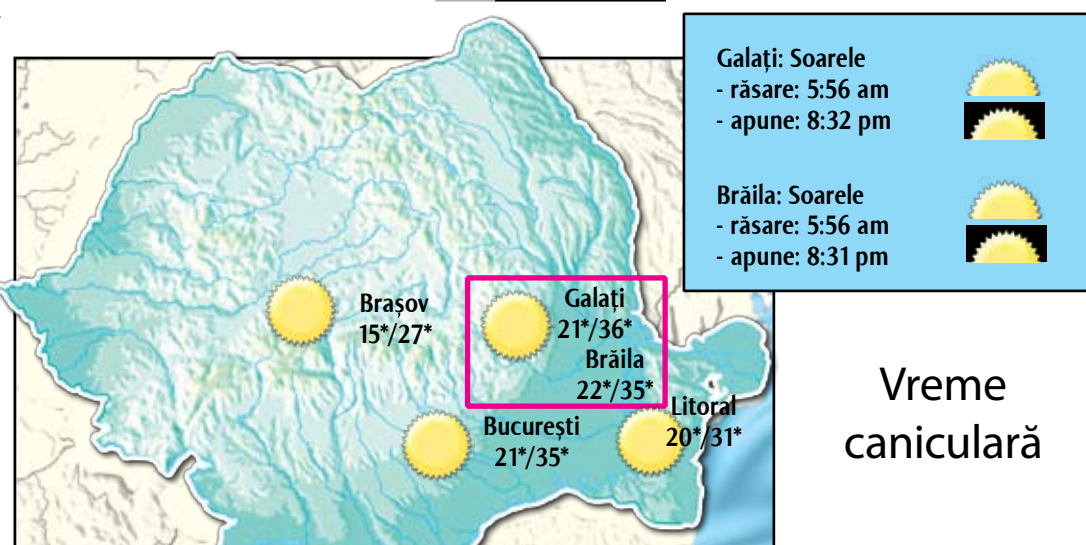 Galați: Soarele
- răsare: 5:56 am
- apune: 8:32 pm
Brăila: Soarele
- răsare: 5:56 am
- apune: 8:31 pm
Brașov
15*/27*
Galați
21*/36*
Brăila
22*/35*
Litoral
20*/31*
București
21*/35*
Vreme
caniculară